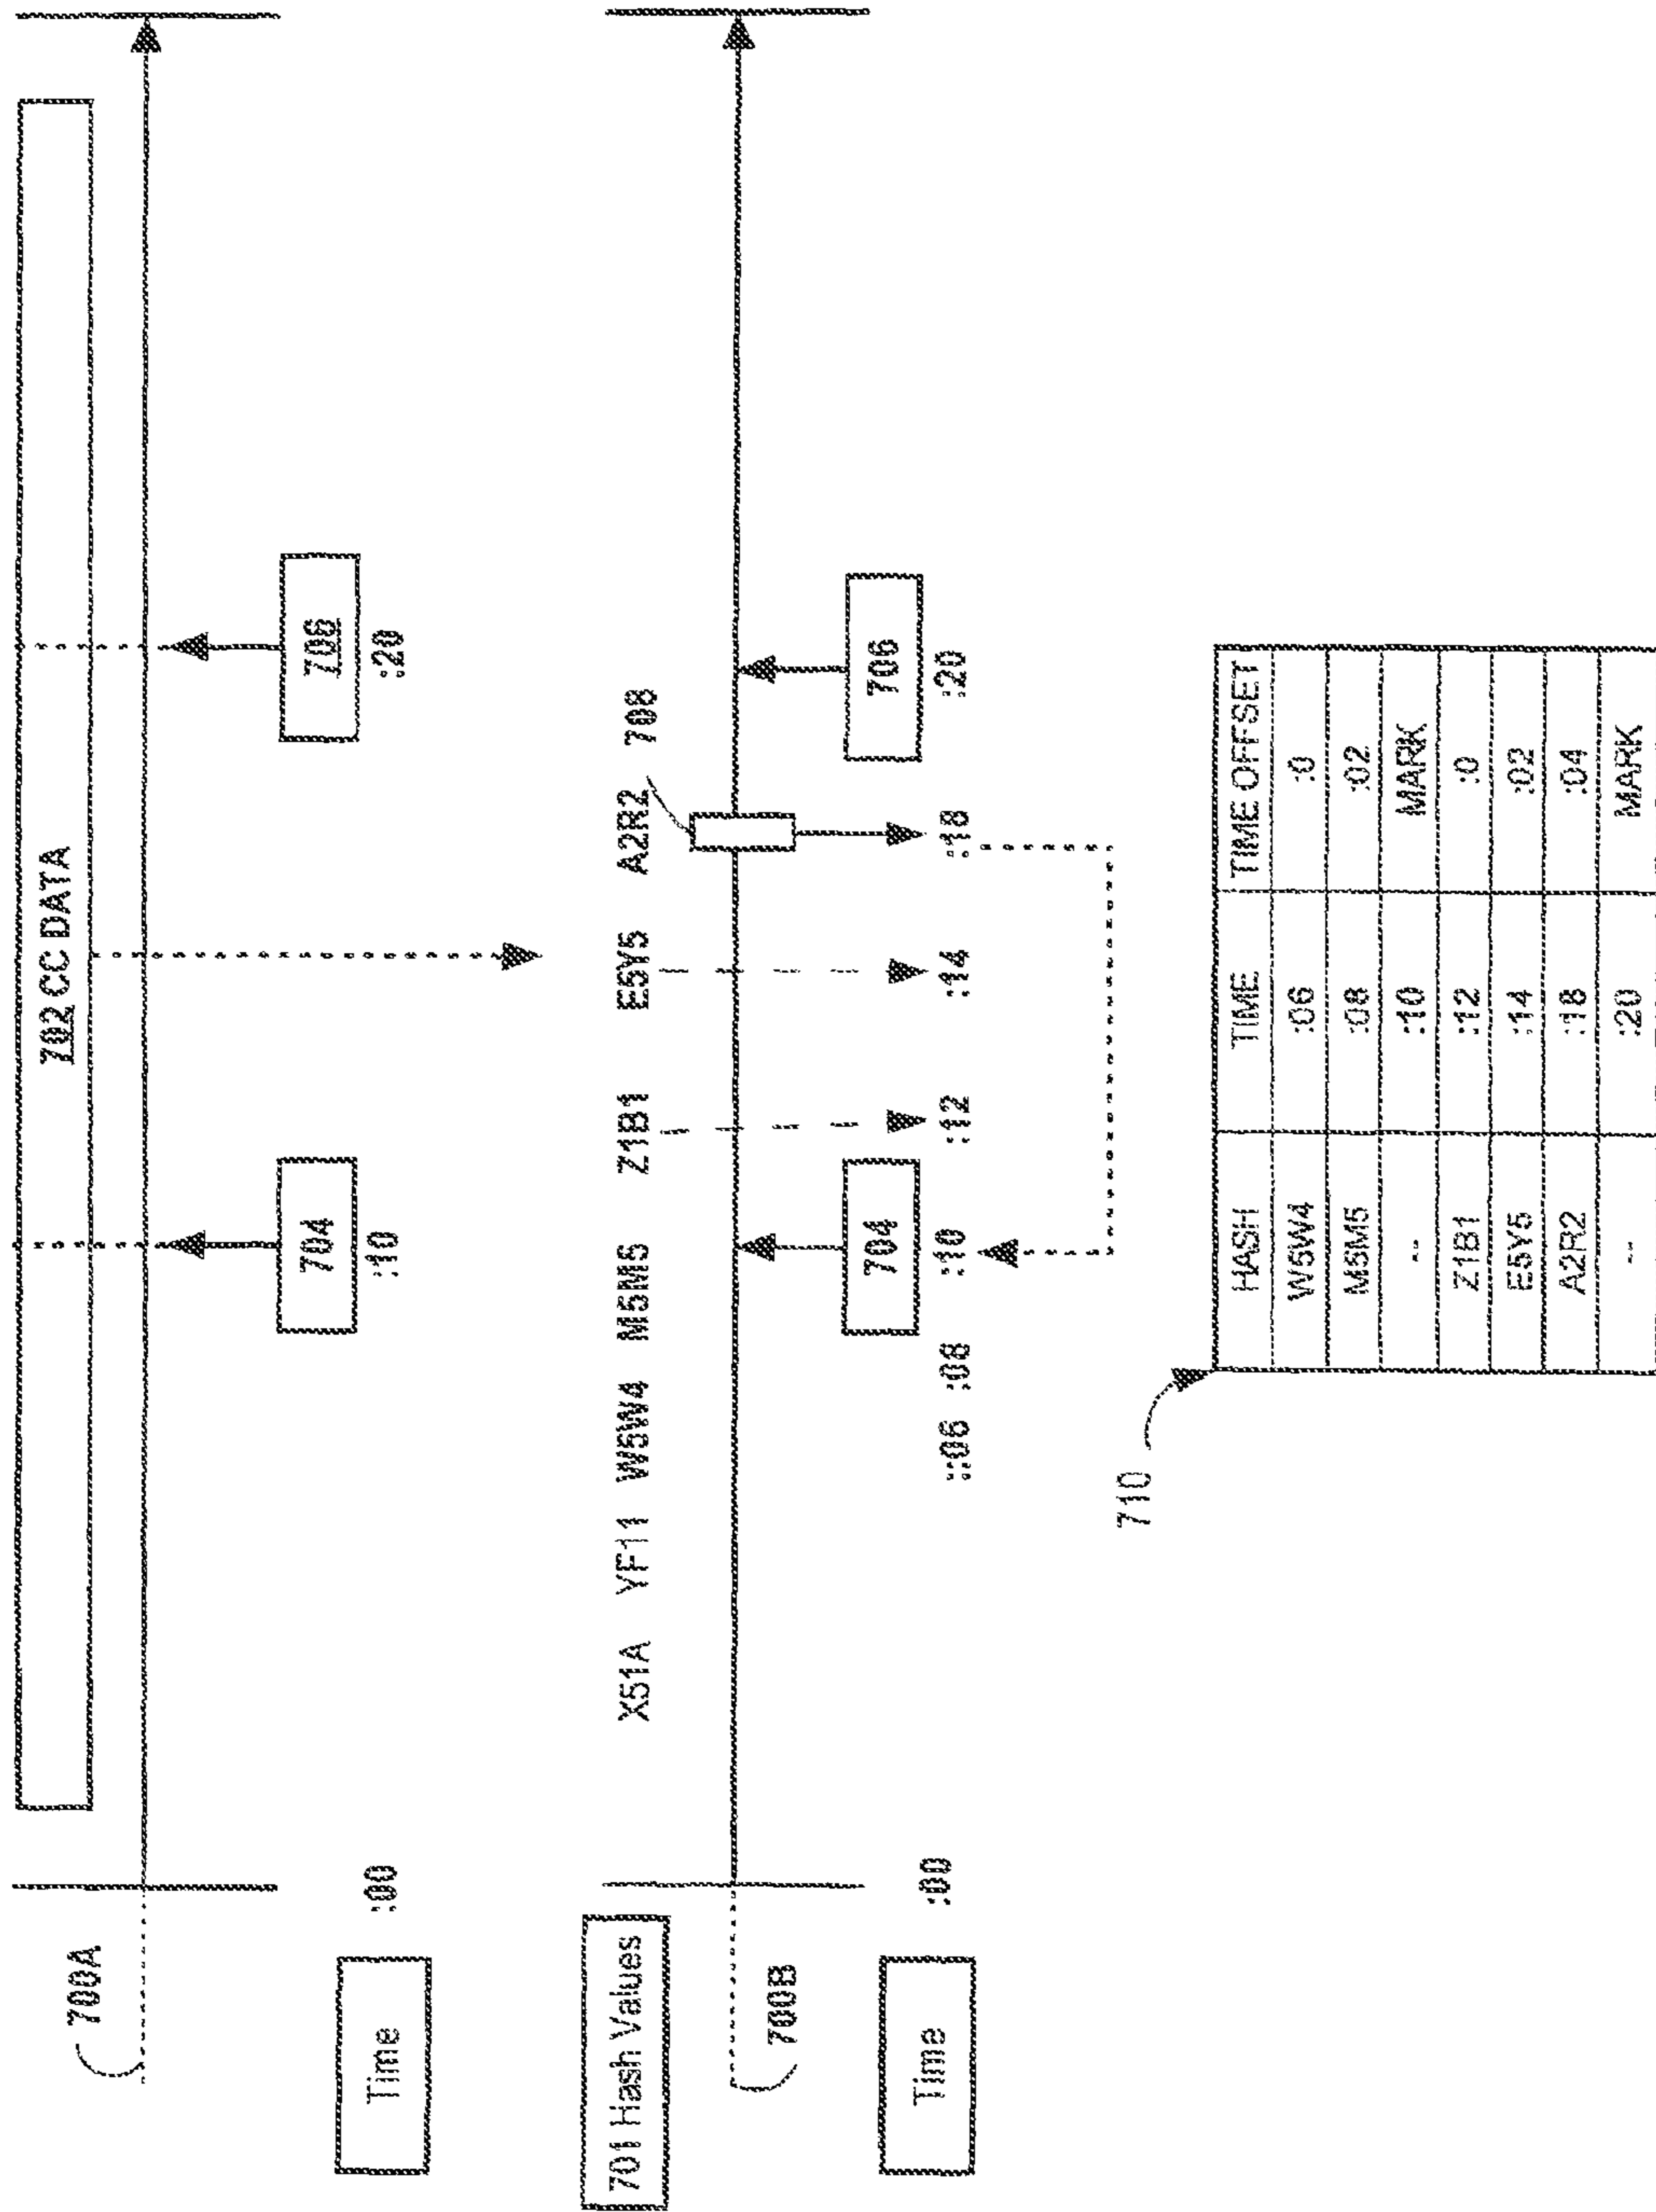 702 CC DATA
700A
704
706
Time
:00
:10
:20
701 Hash Values
X51A YF11 W5W4 M5M5 Z1B1 E5Y5 A2R2 708
700B
704
706
Time
:00
::06 :08 :10 :12 :14 :18 :20
710
HASH TIME TIME OFFSET
W5W4 :06 :0
M5M5 :08 :02
-- :10 MARK
Z1B1 :12 :0
E5Y5 :14 :02
A2R2 :18 :04
-- :20 MARK